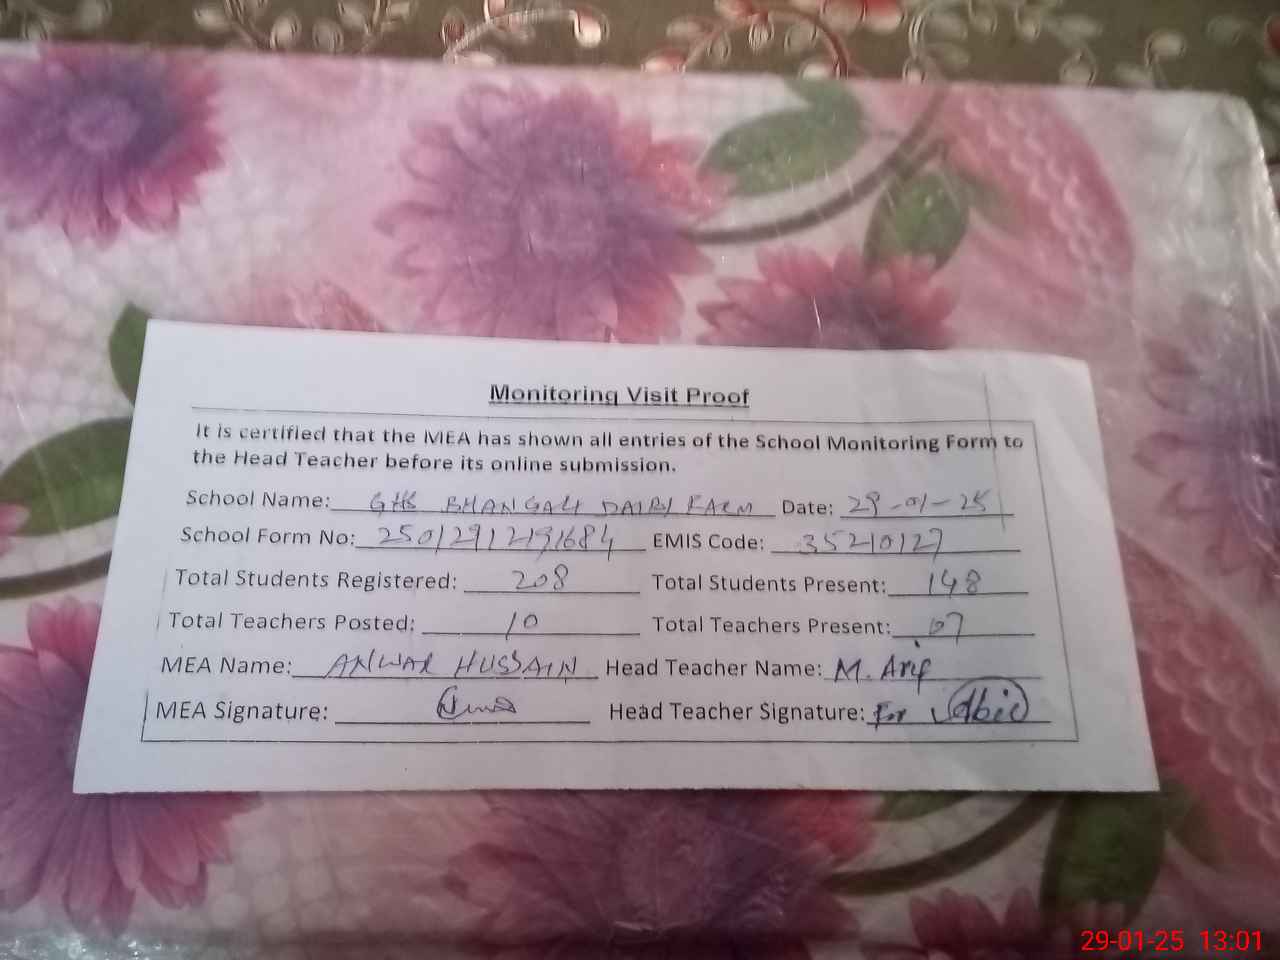 Monitoring Visit Proof
It is certified that the MEA has shown all entries of the School Monitoring Form to
the Head Teacher before its online submission.
School Name: GHS BHANGALI DAIRY FARM Date: 29-01-25
School Form No: 25012912191684 EMIS Code: 35210127
Total Students Registered: 208 Total Students Present: 148
Total Teachers Posted: 10 Total Teachers Present: 07
MEA Name: ANWAR HUSSAIN Head Teacher Name: M. Arif
MEA Signature: Head Teacher Signature: For
29-01-25 13:01